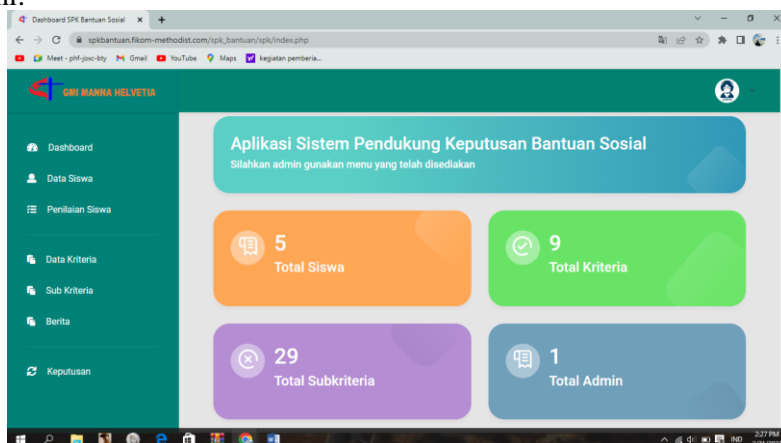 Dashboard SPK Bantuan Sosial
spkbantuan.fikom-methodist.com/spk_bantuan/spk/index.php
Meet - phf-joxc-bty Gmail YouTube Maps kegiatan pemberia...
GMI MANNA HELVETIA
Dashboard
Data Siswa
Penilaian Siswa
Data Kriteria
Sub Kriteria
Berita
Keputusan
Aplikasi Sistem Pendukung Keputusan Bantuan Sosial
Silahkan admin gunakan menu yang telah disediakan
5
Total Siswa
9
Total Kriteria
29
Total Subkriteria
1
Total Admin
IND
2:27 PM